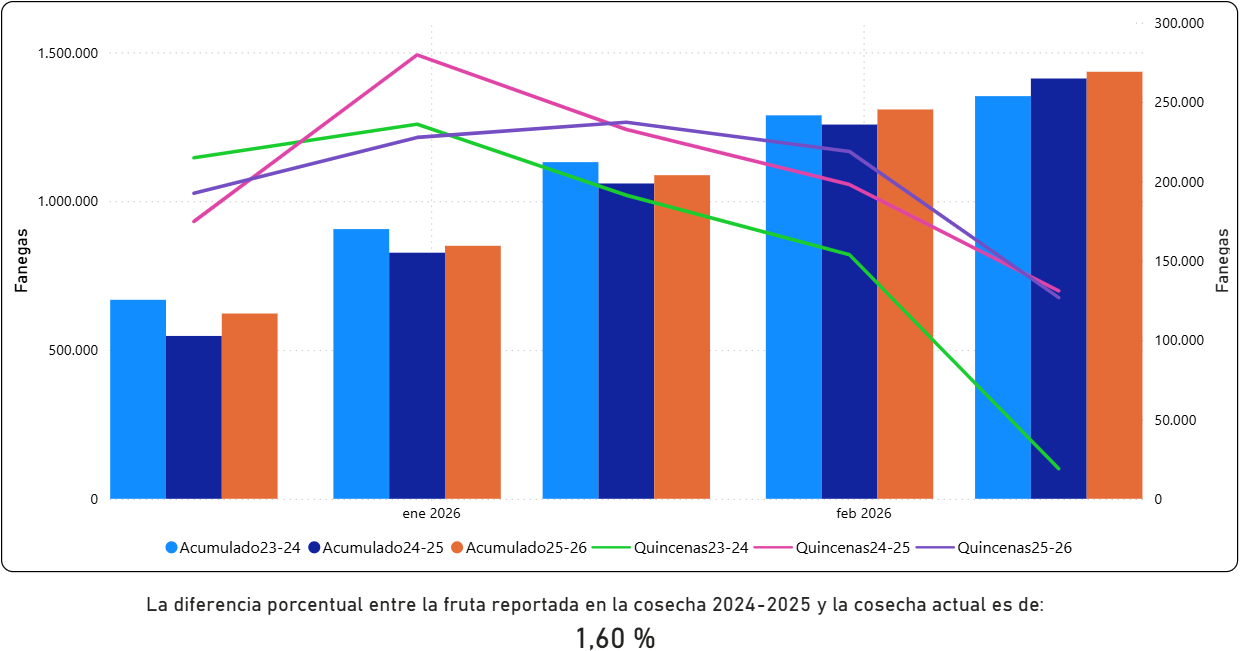 300.000
1.500.000
250.000
200.000
1.000.000
Fanegas
Fanegas
150.000
500.000
100.000
50.000
0
0
ene 2026
feb 2026
Acumulado23-24 Acumulado24-25 Acumulado25-26 Quincenas23-24 Quincenas24-25 Quincenas25-26
La diferencia porcentual entre la fruta reportada en la cosecha 2024-2025 y la cosecha actual es de:
1,60 %